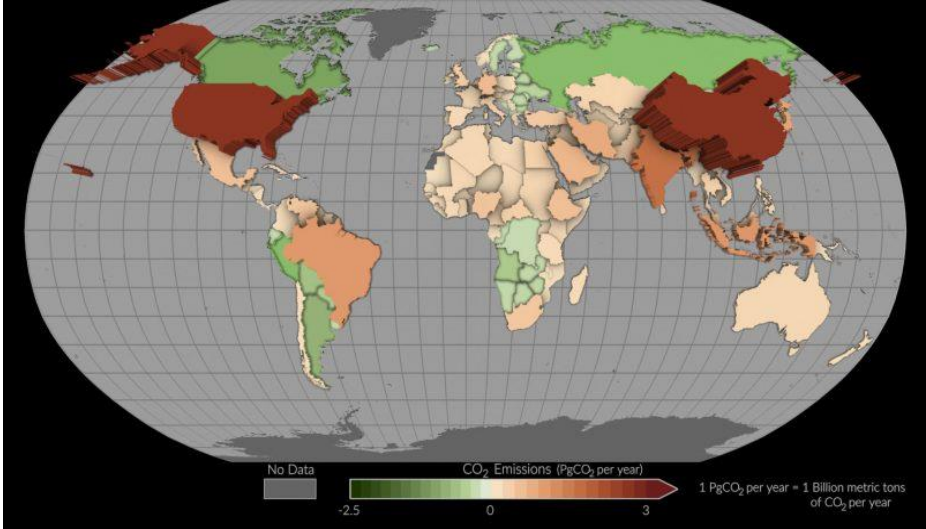 No Data
CO₂ Emissions (PgCO₂ per year)
-2.5 0 3
1 PgCO₂ per year = 1 Billion metric tons
of CO₂ per year